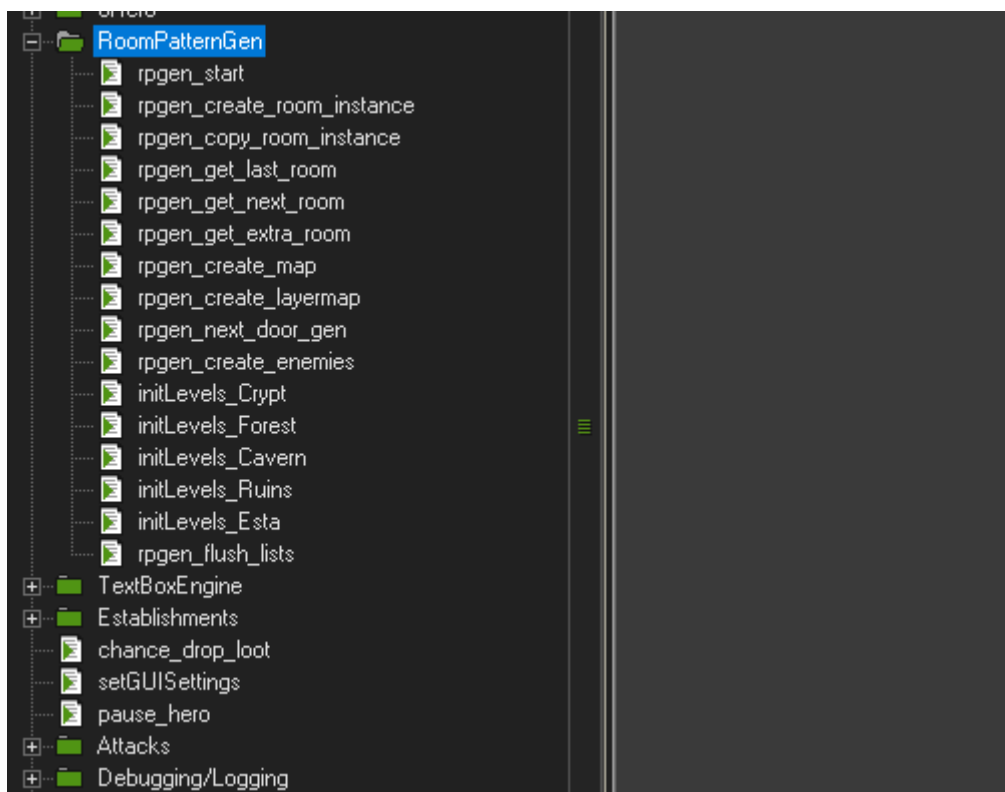 RoomPatternGen
rpgen_start
rpgen_create_room_instance
rpgen_copy_room_instance
rpgen_get_last_room
rpgen_get_next_room
rpgen_get_extra_room
rpgen_create_map
rpgen_create_layermap
rpgen_next_door_gen
rpgen_create_enemies
initLevels_Crypt
initLevels_Forest
initLevels_Cavern
initLevels_Ruins
initLevels_Esta
rpgen_flush_lists
TextBoxEngine
Establishments
chance_drop_loot
setGUISettings
pause_hero
Attacks
Debugging/Logging